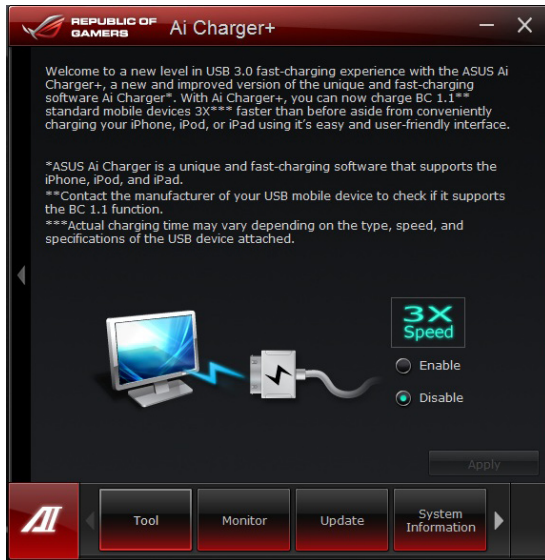 REPUBLIC OF
GAMERS
Ai Charger+
Welcome to a new level in USB 3.0 fast-charging experience with the ASUS Ai
Charger+, a new and improved version of the unique and fast-charging
software Ai Charger*. With Ai Charger+, you can now charge BC 1.1**
standard mobile devices 3X*** faster than before aside from conveniently
charging your iPhone, iPod, or iPad using it's easy and user-friendly interface.
*ASUS Ai Charger is a unique and fast-charging software that supports the
iPhone, iPod, and iPad.
**Contact the manufacturer of your USB mobile device to check if it supports
the BC 1.1 function.
***Actual charging time may vary depending on the type, speed, and
specifications of the USB device attached.
3X
Speed
Enable
Disable
Apply
AI
Tool
Monitor
Update
System
Information